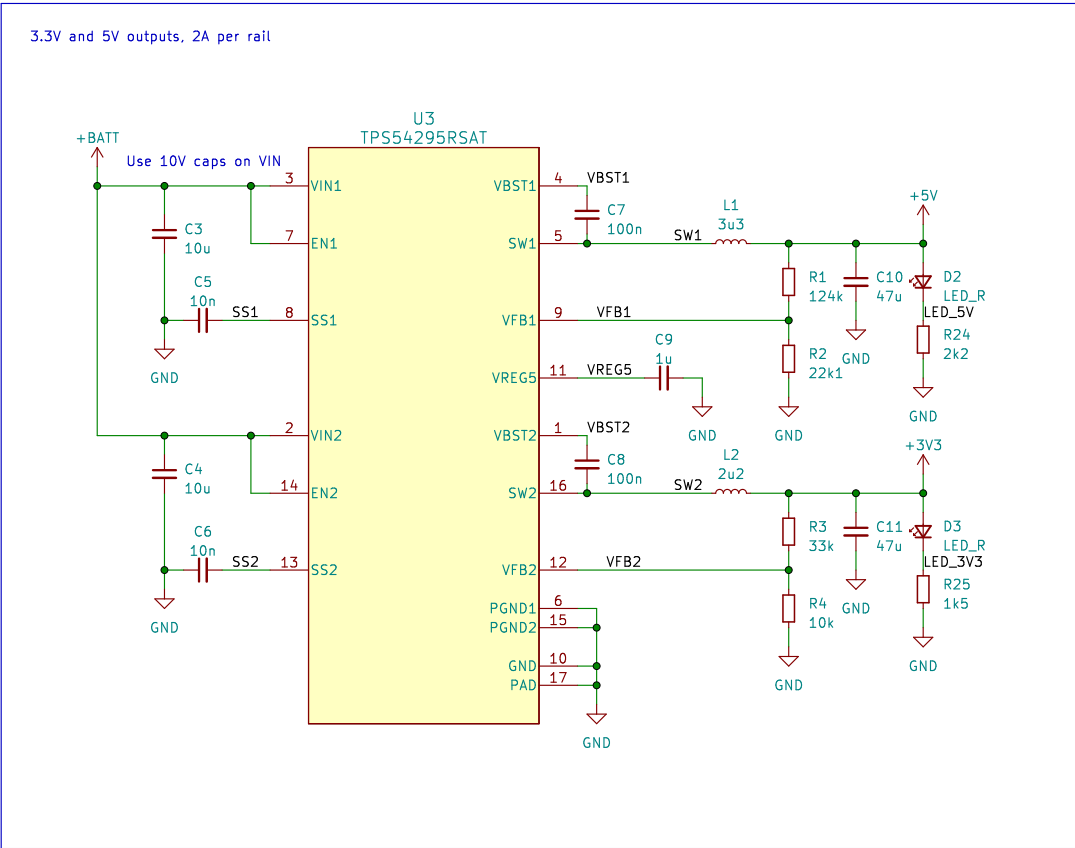 3.3V and 5V outputs, 2A per rail
U3
TPS54295RSAT
+BATT
Use 10V caps on VIN
3 VIN1
7 EN1
8 SS1
2 VIN2
14 EN2
13 SS2
VBST1 4
SW1 5
VFB1 9
VREG5 11
VBST2 1
SW2 16
VFB2 12
PGND1 6
PGND2 15
GND 10
PAD 17
C3
10u
C5
10n
SS1
GND
C4
10u
C6
10n
SS2
GND
VBST1
C7
100n
SW1
L1
3u3
+5V
R1
124k
C10
47u
GND
D2
LED_R
LED_5V
R24
2k2
GND
VFB1
R2
22k1
GND
VREG5
C9
1u
GND
VBST2
C8
100n
SW2
L2
2u2
+3V3
R3
33k
C11
47u
GND
D3
LED_R
LED_3V3
R25
1k5
GND
VFB2
R4
10k
GND
GND